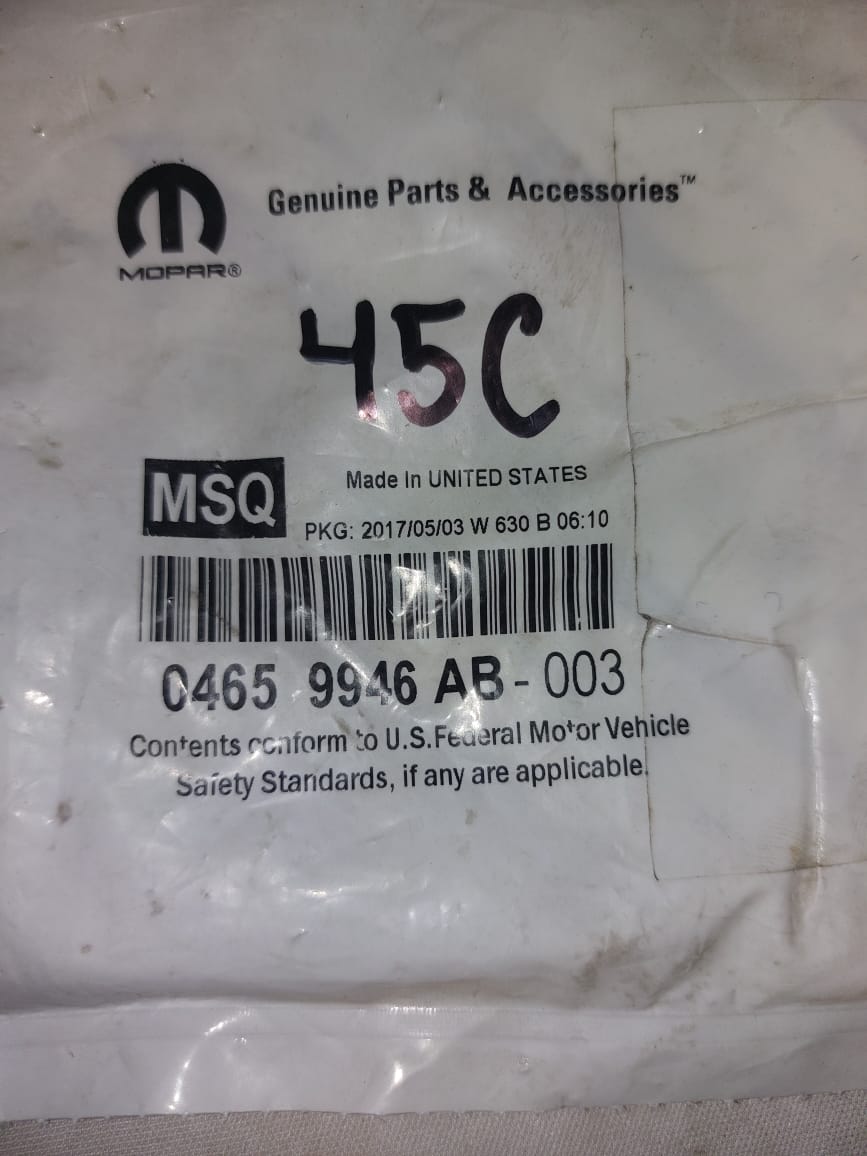 Genuine Parts & Accessories™
MOPAR®
45C
MSQ
Made In UNITED STATES
PKG: 2017/05/03 W 630 B 06:10
0465 9946 AB - 003
Contents conform to U.S. Federal Motor Vehicle
Safety Standards, if any are applicable.